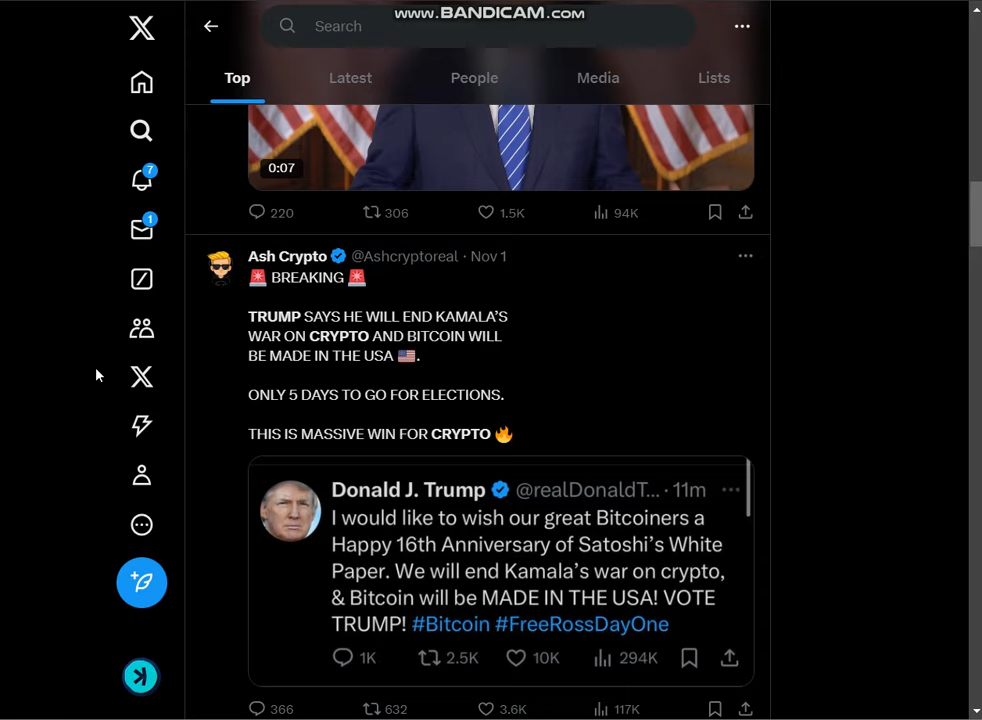 www.BANDICAM.com
Search
Top
Latest
People
Media
Lists
7
1
0:07
220
306
1.5K
94K
Ash Crypto @Ashcryptoreal · Nov 1
🚨 BREAKING 🚨
TRUMP SAYS HE WILL END KAMALA'S
WAR ON CRYPTO AND BITCOIN WILL
BE MADE IN THE USA 🇺🇸.
ONLY 5 DAYS TO GO FOR ELECTIONS.
THIS IS MASSIVE WIN FOR CRYPTO 🔥
Donald J. Trump @realDonaldT... · 11m
I would like to wish our great Bitcoiners a
Happy 16th Anniversary of Satoshi's White
Paper. We will end Kamala's war on crypto,
& Bitcoin will be MADE IN THE USA! VOTE
TRUMP! #Bitcoin #FreeRossDayOne
1K
2.5K
10K
294K
366
632
3.6K
117K